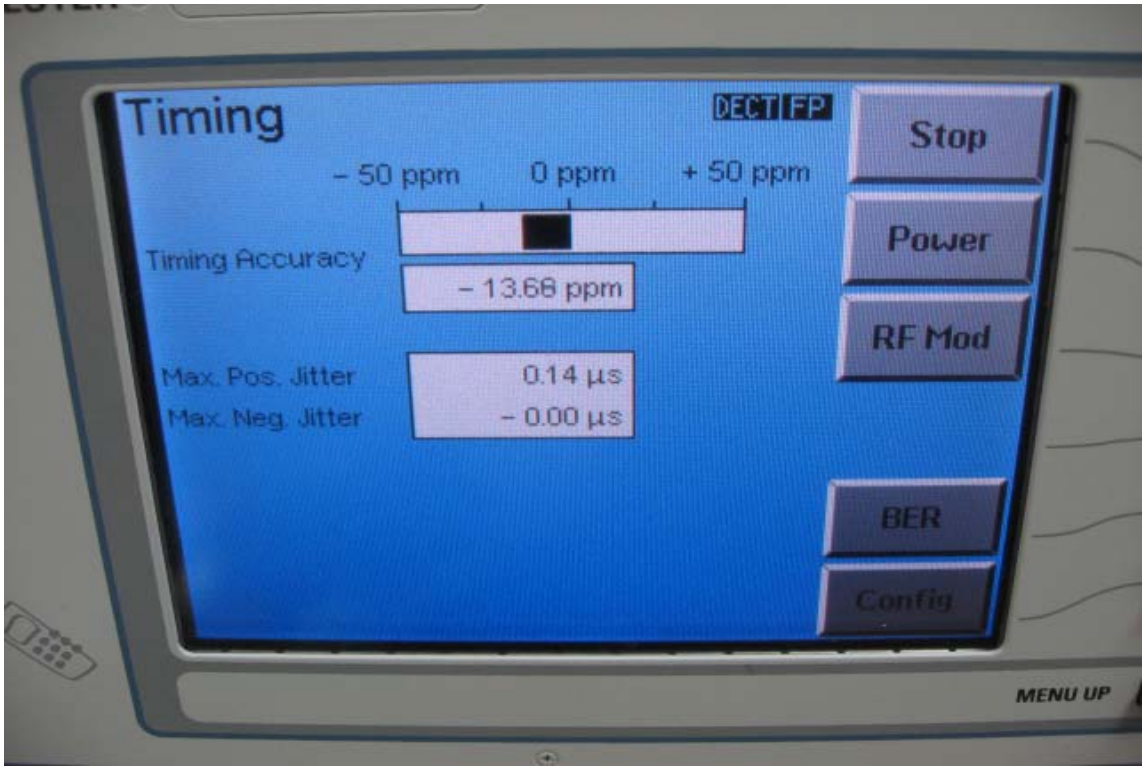 Timing
DECT FP
- 50 ppm 0 ppm + 50 ppm
Timing Accuracy
- 13.68 ppm
Max. Pos. Jitter 0.14 µs
Max. Neg. Jitter - 0.00 µs
Stop
Power
RF Mod
BER
Config
MENU UP